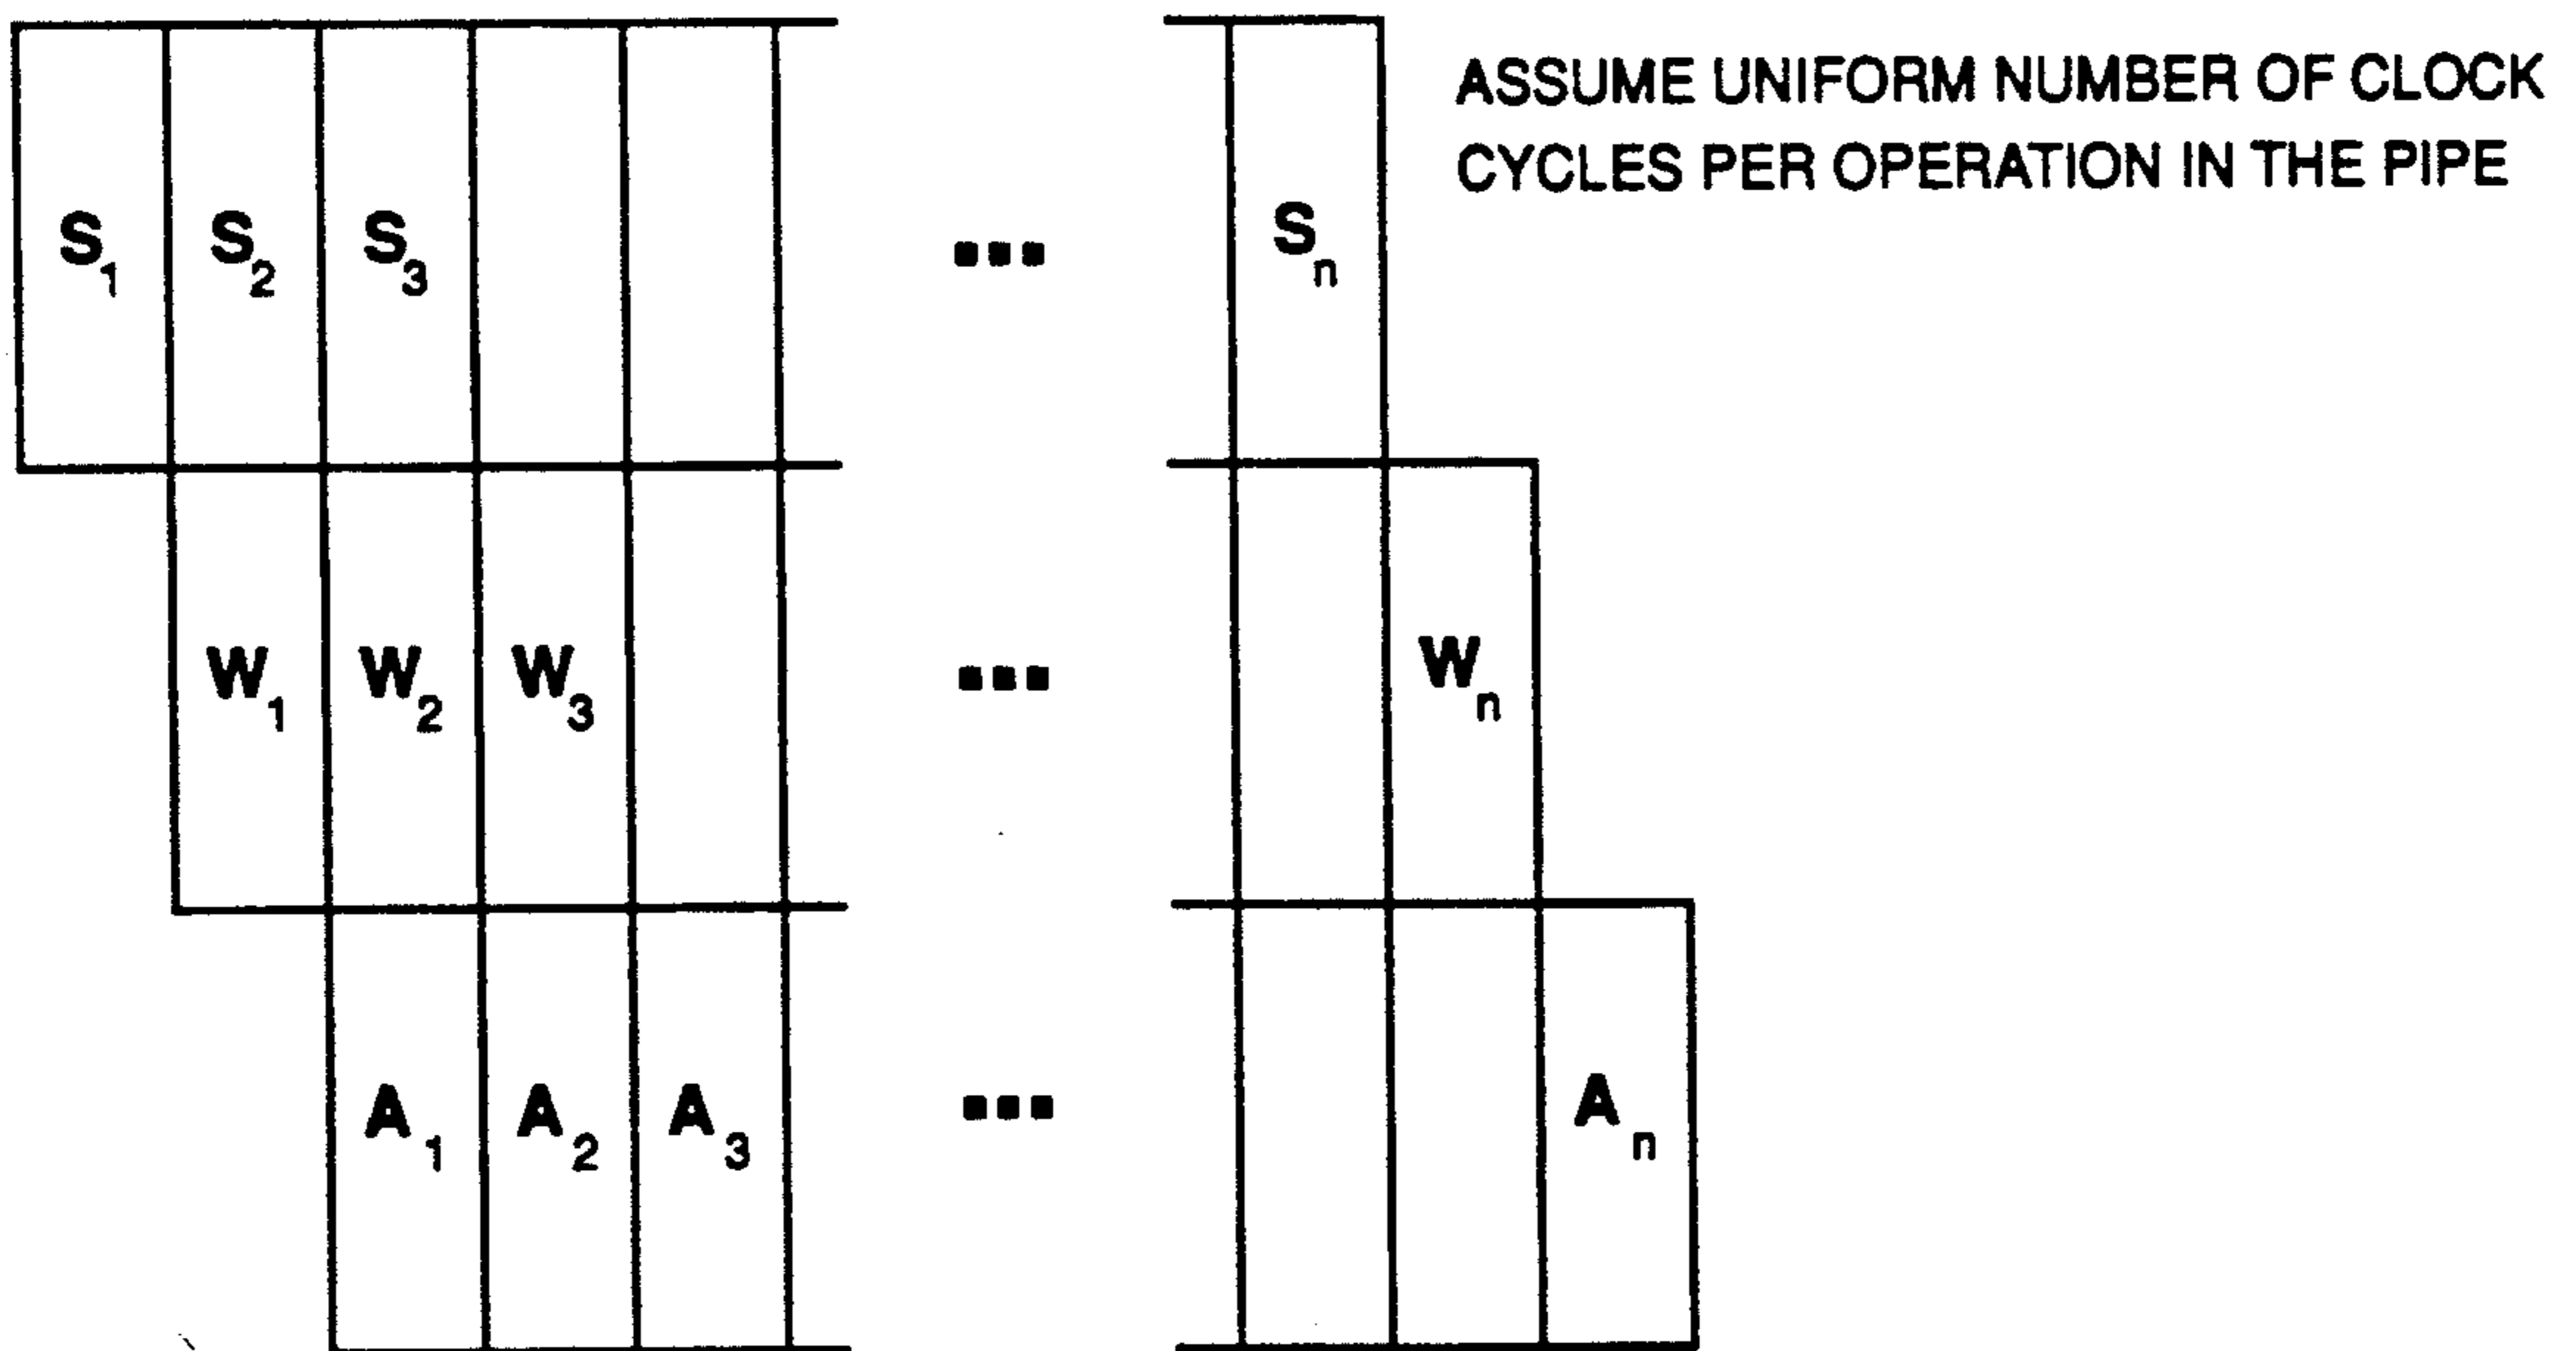 ASSUME UNIFORM NUMBER OF CLOCK
CYCLES PER OPERATION IN THE PIPE
S1 S2 S3 ... Sn
W1 W2 W3 ... Wn
A1 A2 A3 ... An